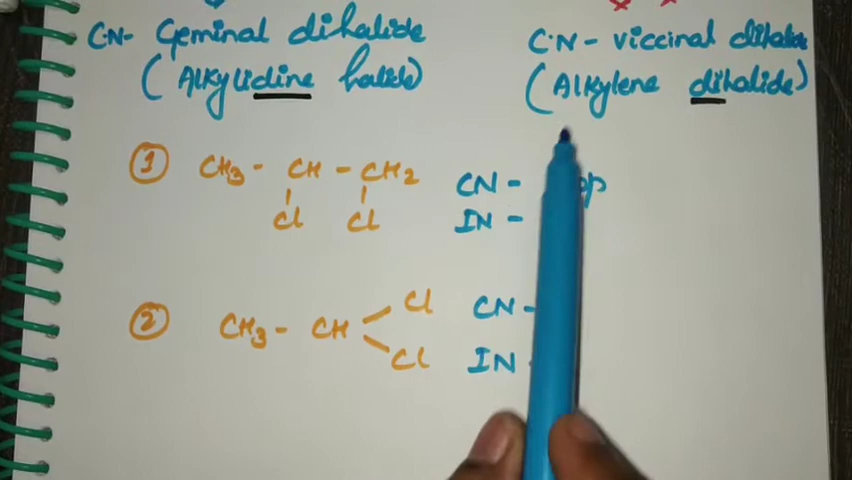 C.N- Geminal dihalide
(Alkylidine halide)
C.N - viccinal
(Alkylene dihalide)
① CH3 - CH - CH2
Cl Cl
CN -
IN -
② CH3 - CH
Cl
Cl
CN -
IN -